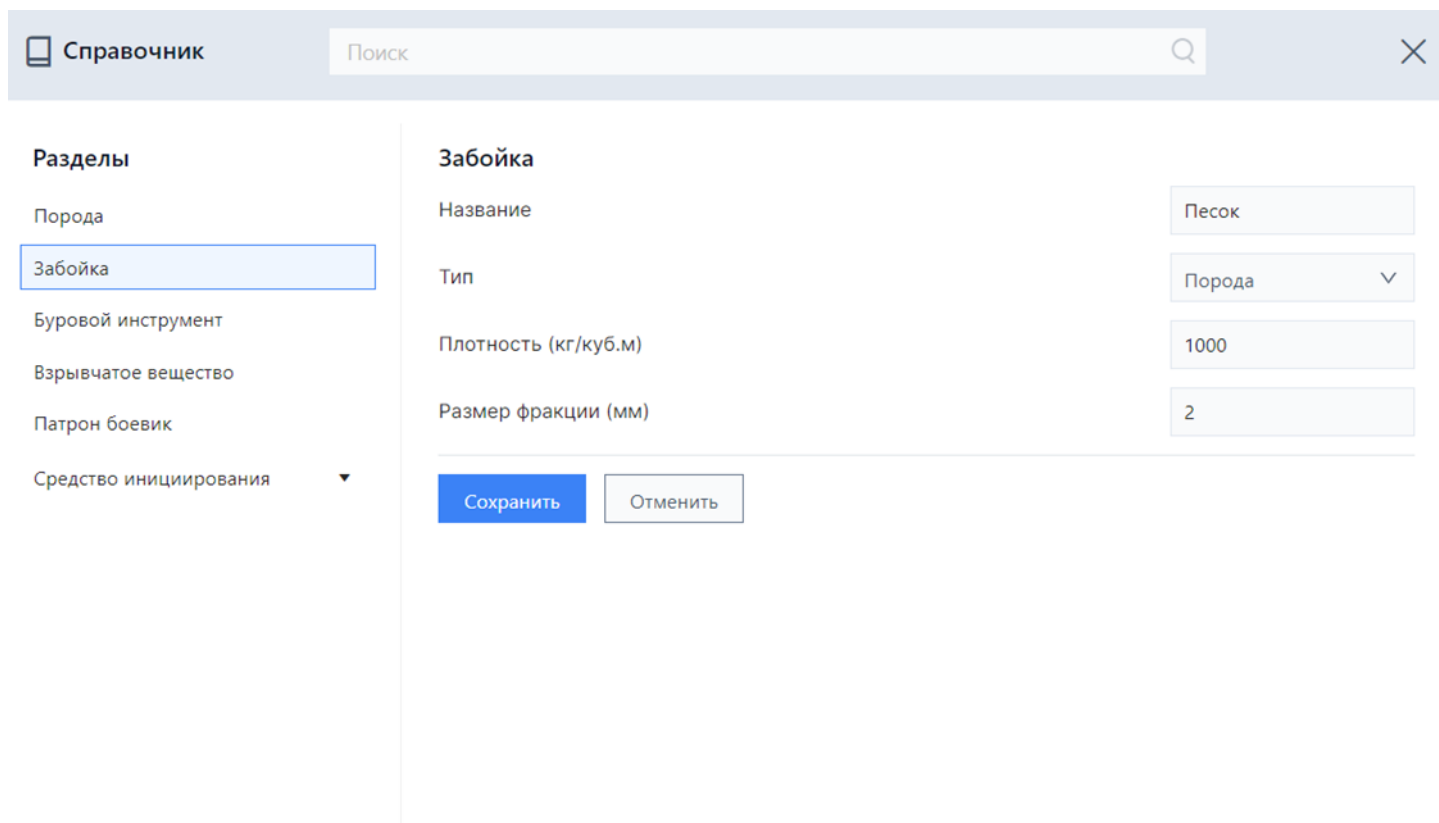 Справочник
Поиск
Разделы
Порода
Забойка
Буровой инструмент
Взрывчатое вещество
Патрон боевик
Средство инициирования
Забойка
Название
Песок
Тип
Порода
Плотность (кг/куб.м)
1000
Размер фракции (мм)
2
Сохранить
Отменить